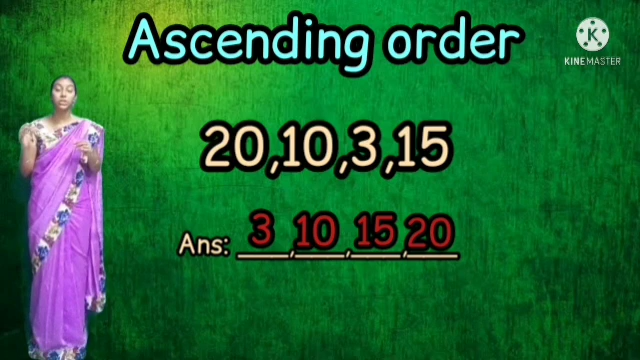 Ascending order
K
KINEMASTER
20,10,3,15
Ans: 3,10,15,20